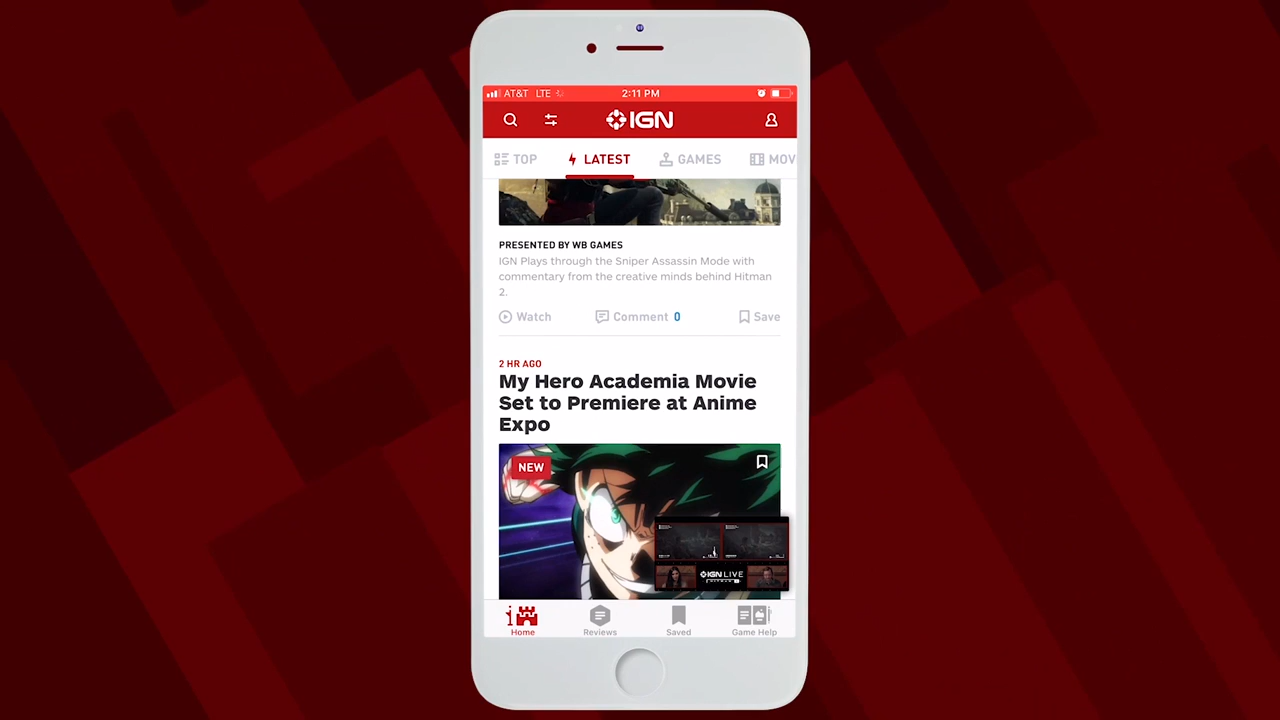 AT&T LTE 2:11 PM
IGN
TOP LATEST GAMES MOV
PRESENTED BY WB GAMES
IGN Plays through the Sniper Assassin Mode with
commentary from the creative minds behind Hitman
2.
Watch Comment 0 Save
2 HR AGO
My Hero Academia Movie
Set to Premiere at Anime
Expo
NEW
IGN LIVE
Home Reviews Saved Game Help